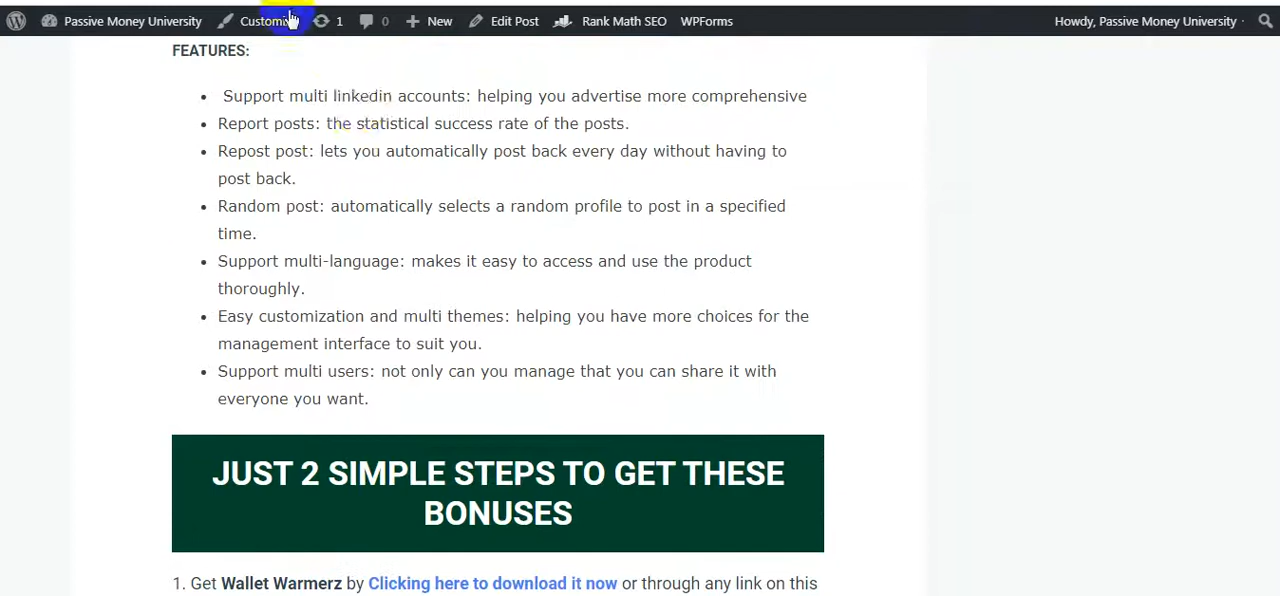 Passive Money University Customi 1 0 New Edit Post Rank Math SEO WPForms Howdy, Passive Money University
FEATURES:
• Support multi linkedin accounts: helping you advertise more comprehensive
• Report posts: the statistical success rate of the posts.
• Repost post: lets you automatically post back every day without having to
post back.
• Random post: automatically selects a random profile to post in a specified
time.
• Support multi-language: makes it easy to access and use the product
thoroughly.
• Easy customization and multi themes: helping you have more choices for the
management interface to suit you.
• Support multi users: not only can you manage that you can share it with
everyone you want.
JUST 2 SIMPLE STEPS TO GET THESE
BONUSES
1. Get Wallet Warmerz by Clicking here to download it now or through any link on this